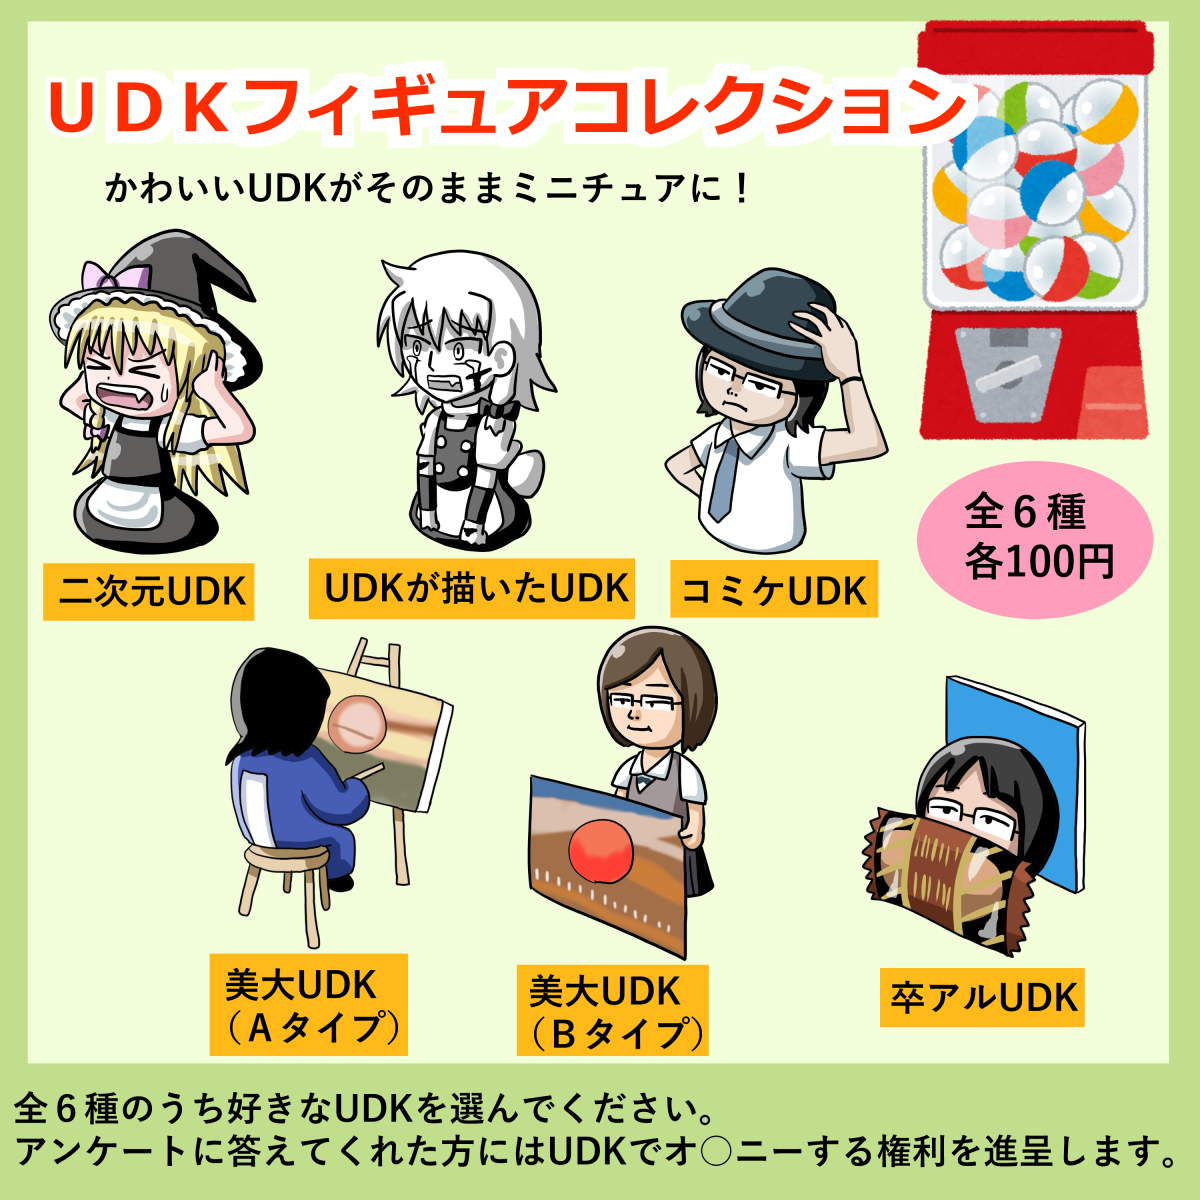 ＵＤＫフィギュアコレクション
かわいいUDKがそのままミニチュアに！
全６種
各100円
二次元UDK
UDKが描いたUDK
コミケUDK
美大UDK
（Ａタイプ）
美大UDK
（Ｂタイプ）
卒アルUDK
全６種のうち好きなUDKを選んでください。
アンケートに答えてくれた方にはUDKでオ○ニーする権利を進呈します。